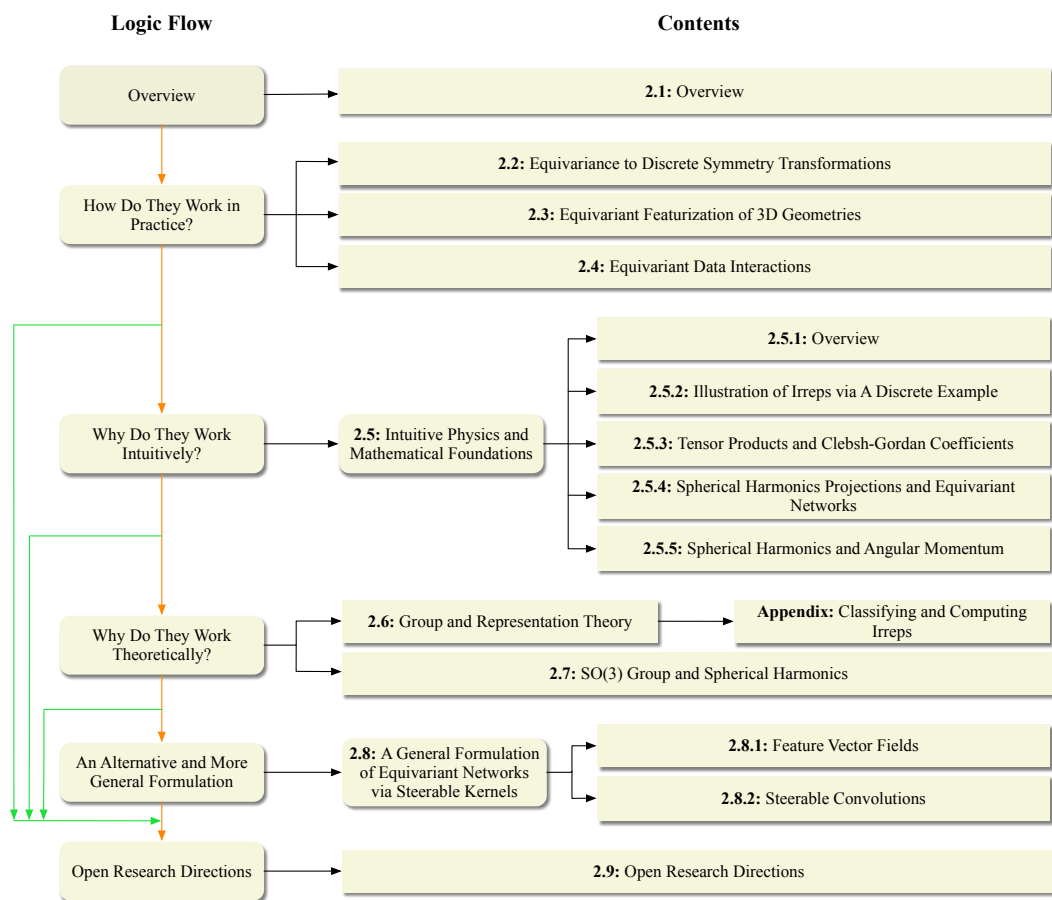 Logic Flow
Contents
Overview
2.1: Overview
How Do They Work in
Practice?
2.2: Equivariance to Discrete Symmetry Transformations
2.3: Equivariant Featurization of 3D Geometries
2.4: Equivariant Data Interactions
Why Do They Work
Intuitively?
2.5: Intuitive Physics and
Mathematical Foundations
2.5.1: Overview
2.5.2: Illustration of Irreps via A Discrete Example
2.5.3: Tensor Products and Clebsh-Gordan Coefficients
2.5.4: Spherical Harmonics Projections and Equivariant
Networks
2.5.5: Spherical Harmonics and Angular Momentum
Why Do They Work
Theoretically?
2.6: Group and Representation Theory
Appendix: Classifying and Computing
Irreps
2.7: SO(3) Group and Spherical Harmonics
An Alternative and More
General Formulation
2.8: A General Formulation
of Equivariant Networks
via Steerable Kernels
2.8.1: Feature Vector Fields
2.8.2: Steerable Convolutions
Open Research Directions
2.9: Open Research Directions